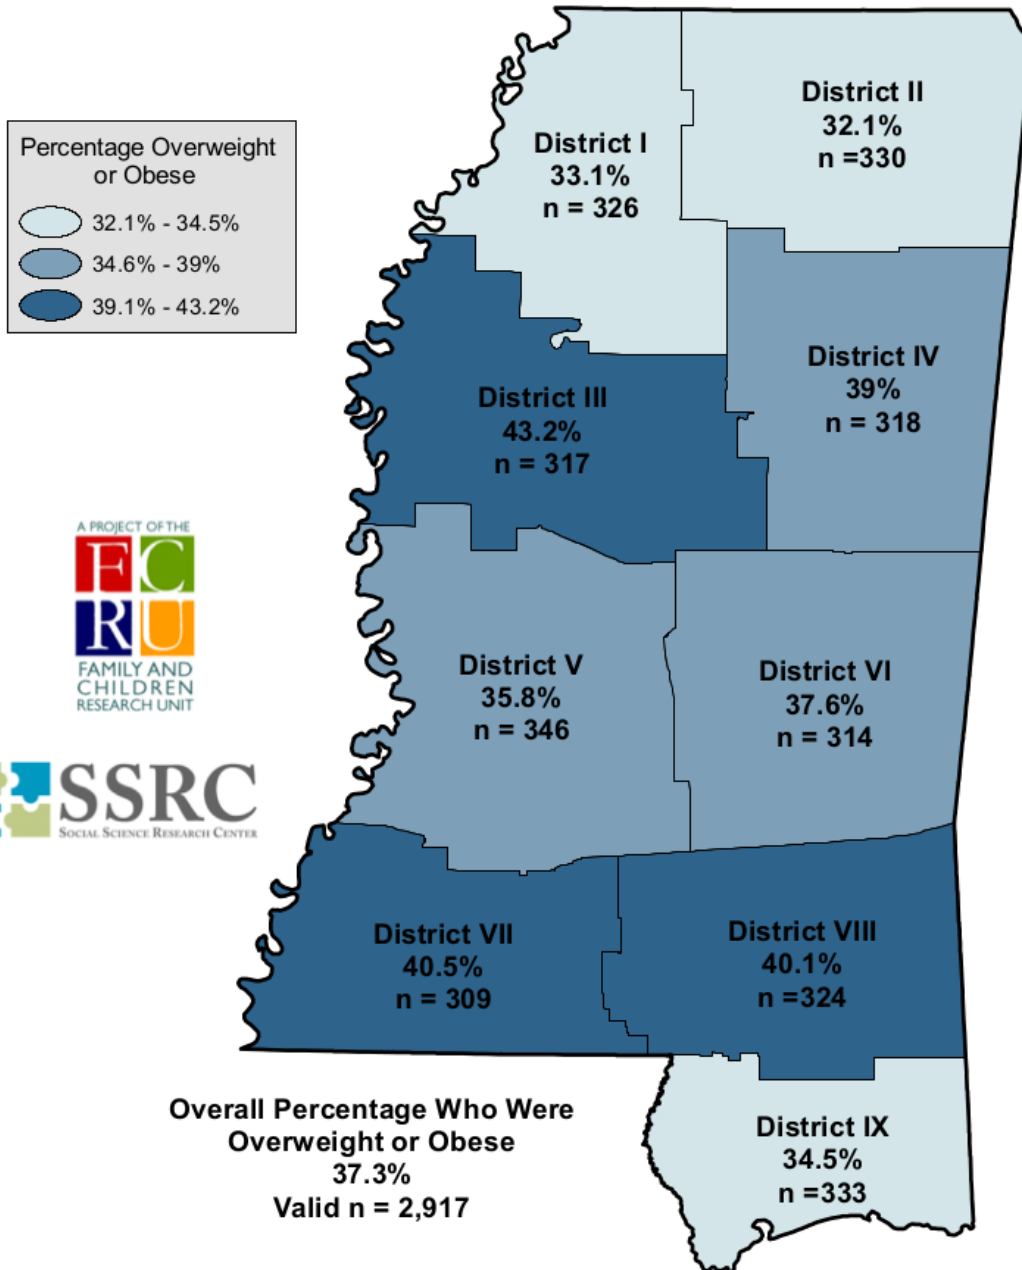 Percentage Overweight
or Obese
32.1% - 34.5%
34.6% - 39%
39.1% - 43.2%
District I
33.1%
n = 326
District II
32.1%
n =330
District III
43.2%
n = 317
District IV
39%
n = 318
A PROJECT OF THE
FC
RU
FAMILY AND
CHILDREN
RESEARCH UNIT
District V
35.8%
n = 346
District VI
37.6%
n = 314
SSRC
SOCIAL SCIENCE RESEARCH CENTER
District VII
40.5%
n = 309
District VIII
40.1%
n =324
Overall Percentage Who Were
Overweight or Obese
37.3%
Valid n = 2,917
District IX
34.5%
n =333